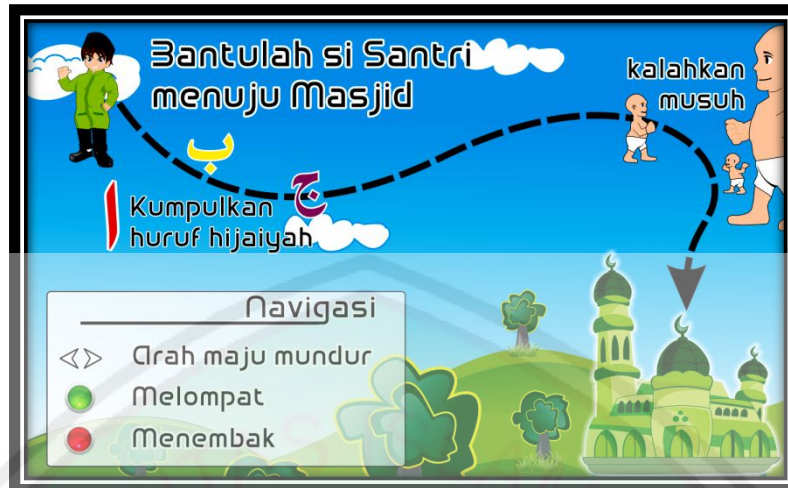 Bantulah si Santri
menuju Masjid
kalahkan
musuh
ب
ج
ا
Kumpulkan
huruf hijaiyah
Navigasi
<> Arah maju mundur
Melompat
Menembak